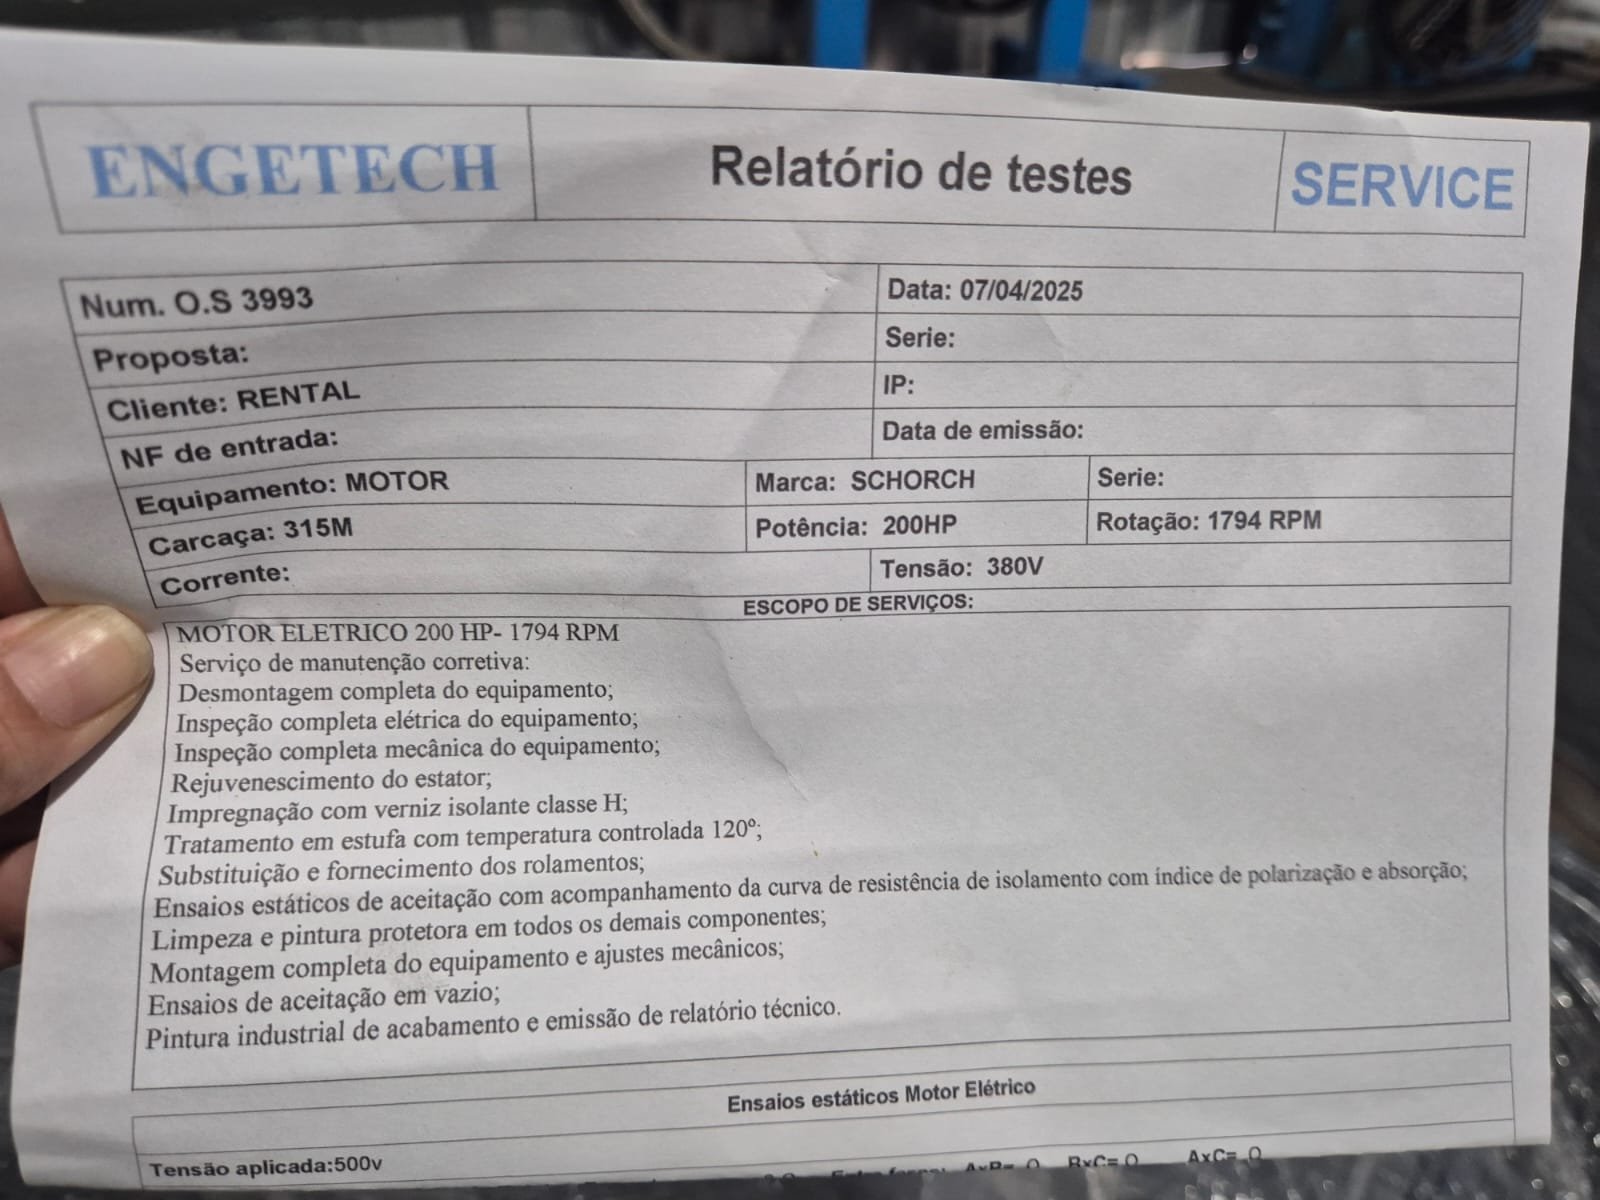 ENGETECH
Relatório de testes
SERVICE
Num. O.S 3993
Data: 07/04/2025
Proposta:
Serie:
Cliente: RENTAL
IP:
NF de entrada:
Data de emissão:
Equipamento: MOTOR
Marca: SCHORCH
Serie:
Carcaça: 315M
Potência: 200HP
Rotação: 1794 RPM
Corrente:
Tensão: 380V
ESCOPO DE SERVIÇOS:
MOTOR ELETRICO 200 HP- 1794 RPM
Serviço de manutenção corretiva:
Desmontagem completa do equipamento;
Inspeção completa elétrica do equipamento;
Inspeção completa mecânica do equipamento;
Rejuvenescimento do estator;
Impregnação com verniz isolante classe H;
Tratamento em estufa com temperatura controlada 120º;
Substituição e fornecimento dos rolamentos;
Ensaios estáticos de aceitação com acompanhamento da curva de resistência de isolamento com índice de polarização e absorção;
Limpeza e pintura protetora em todos os demais componentes;
Montagem completa do equipamento e ajustes mecânicos;
Ensaios de aceitação em vazio;
Pintura industrial de acabamento e emissão de relatório técnico.
Ensaios estáticos Motor Elétrico
Tensão aplicada:500v